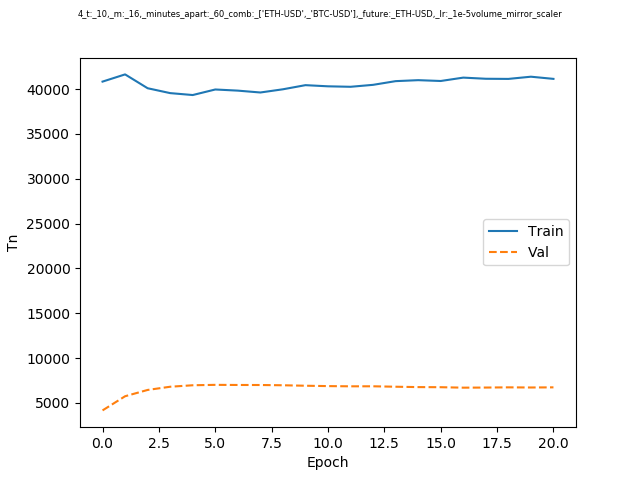 4_t:_10,_m:_16,_minutes_apart:_60_comb:_['ETH-USD',_'BTC-USD'],_future:_ETH-USD,_lr:_1e-5volume_mirror_scaler
40000
35000
30000
25000
20000
15000
10000
5000
Tn
Train
Val
0.0 2.5 5.0 7.5 10.0 12.5 15.0 17.5 20.0
Epoch